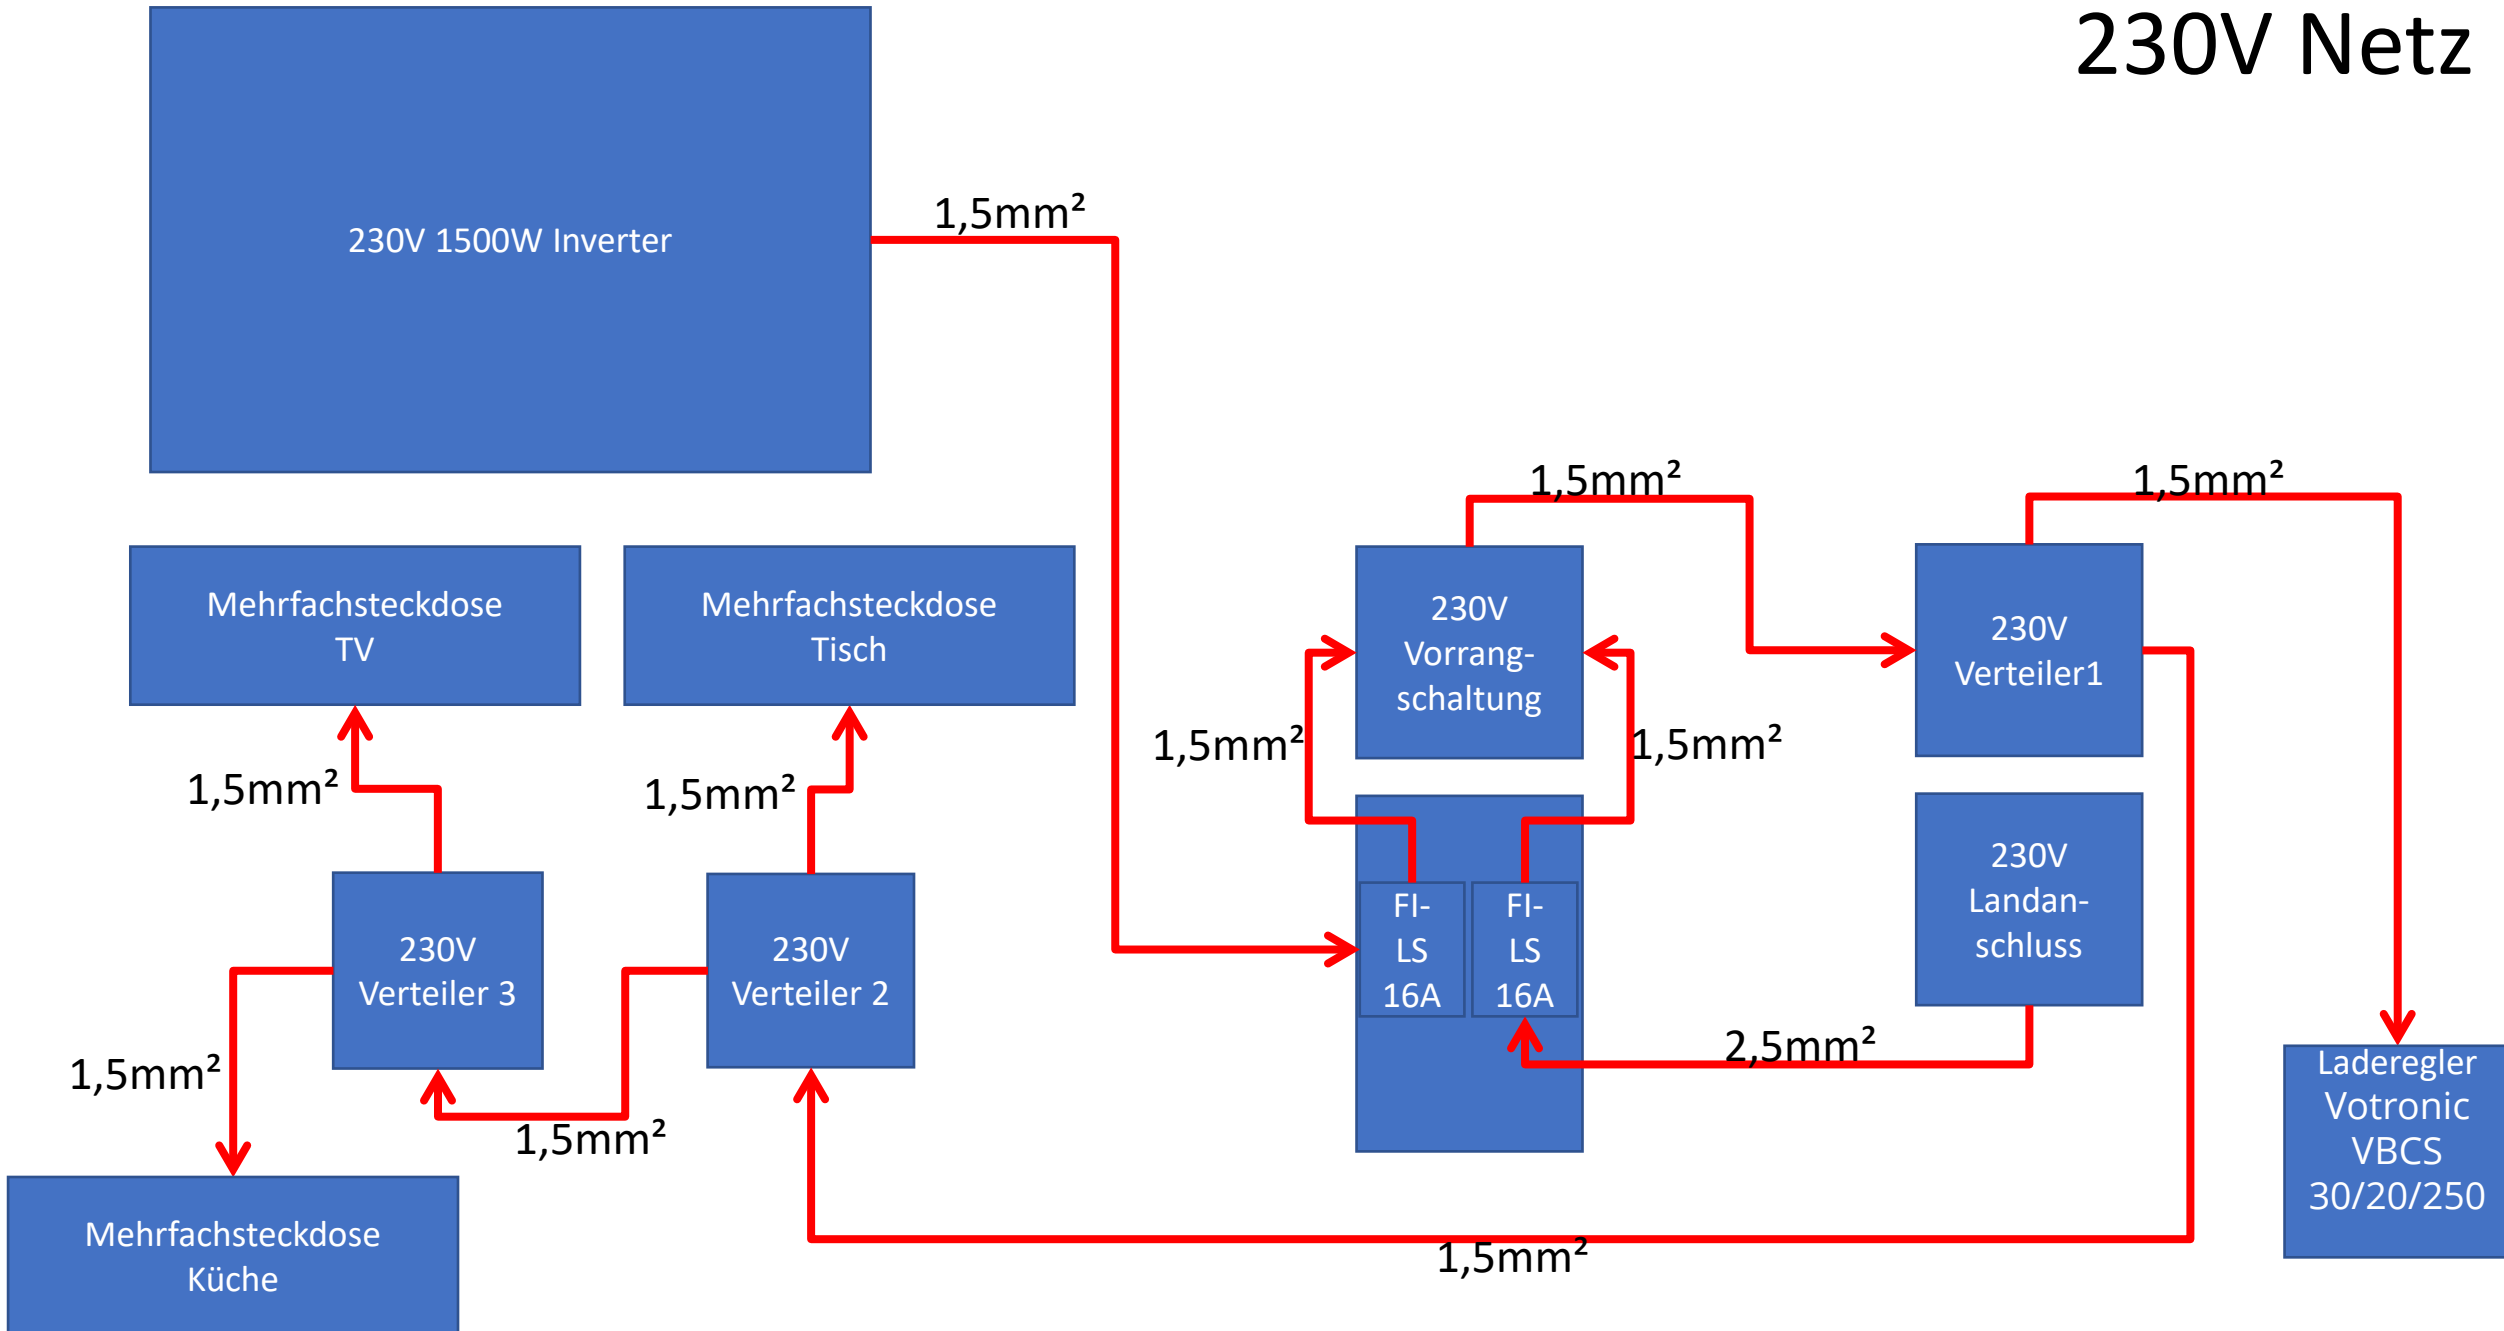 230V Netz
230V 1500W Inverter
1,5mm²
1,5mm²
1,5mm²
Mehrfachsteckdose
TV
Mehrfachsteckdose
Tisch
230V
Vorrang-
schaltung
230V
Verteiler1
1,5mm²
1,5mm²
1,5mm²
1,5mm²
230V
Verteiler 3
230V
Verteiler 2
FI-
LS
16A
FI-
LS
16A
230V
Landan-
schluss
2,5mm²
1,5mm²
1,5mm²
Laderegler
Votronic
VBCS
30/20/250
Mehrfachsteckdose
Küche
1,5mm²